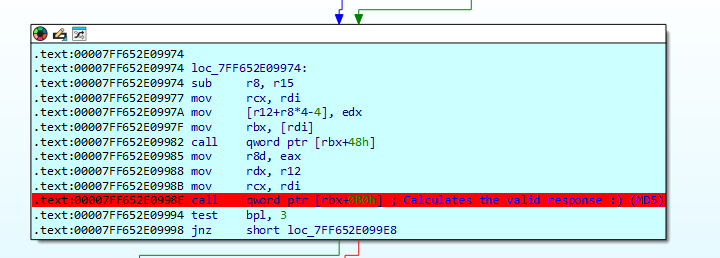 .text:00007FF652E09974
.text:00007FF652E09974 loc_7FF652E09974:
.text:00007FF652E09974 sub r8, r15
.text:00007FF652E09977 mov rcx, rdi
.text:00007FF652E0997A mov [r12+r8*4-4], edx
.text:00007FF652E0997F mov rbx, [rdi]
.text:00007FF652E09982 call qword ptr [rbx+48h]
.text:00007FF652E09985 mov r8d, eax
.text:00007FF652E09988 mov rdx, r12
.text:00007FF652E0998B mov rcx, rdi
.text:00007FF652E0998E call qword ptr [rbx+0B0h] ; Calculates the valid response :) (MD5)
.text:00007FF652E09994 test bpl, 3
.text:00007FF652E09998 jnz short loc_7FF652E099E8